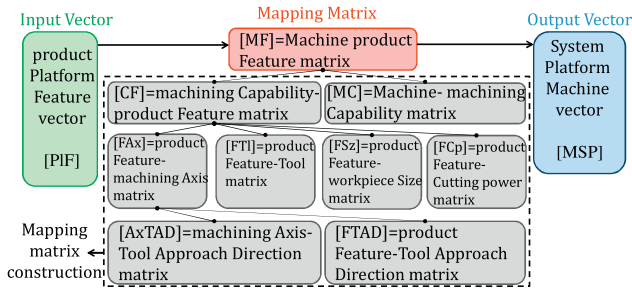 Input Vector
Mapping Matrix
Output Vector
product
Platform
Feature
vector
[PlF]
[MF]=Machine product
Feature matrix
System
Platform
Machine
vector
[MSP]
[CF]=machining Capability-
product Feature matrix
[MC]=Machine- machining
Capability matrix
[FAx]=product
Feature-
machining Axis
matrix
[FTl]=product
Feature-Tool
matrix
[FSz]=product
Feature-
workpiece Size
matrix
[FCp]=product
Feature-
Cutting power
matrix
[AxTAD]=machining Axis-
Tool Approach Direction
matrix
[FTAD]=product
Feature-Tool Approach
Direction matrix
Mapping
matrix
construction